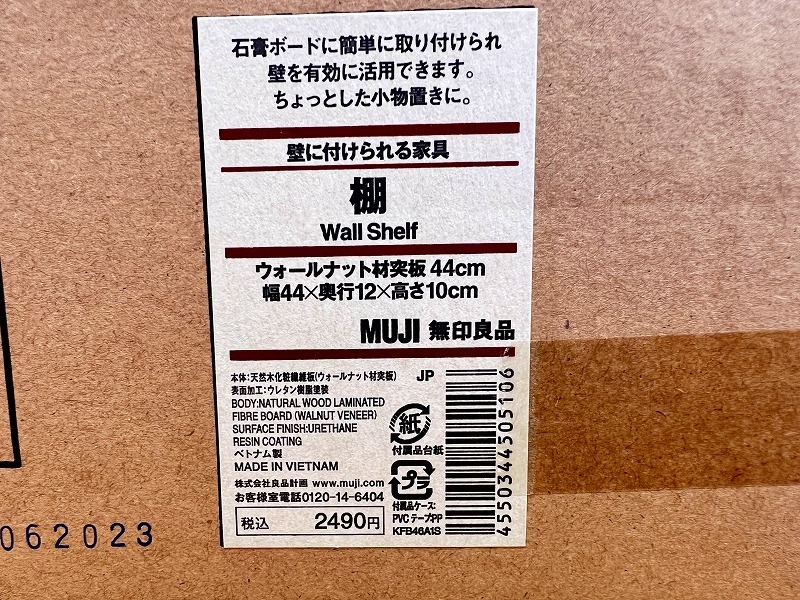 石膏ボードに簡単に取り付けられ
壁を有効に活用できます。
ちょっとした小物置きに。
壁に付けられる家具
棚
Wall Shelf
ウォールナット材突板 44cm
幅44×奥行12×高さ10cm
MUJI 無印良品
本体:天然木化粧繊維板(ウォールナット材突板)
表面加工:ウレタン樹脂塗装
BODY:NATURAL WOOD LAMINATED
FIBRE BOARD (WALNUT VENEER)
SURFACE FINISH:URETHANE
RESIN COATING
ベトナム製
MADE IN VIETNAM
株式会社良品計画 www.muji.com
お客様室電話0120-14-6404
税込 2490円
JP
紙
付属品台紙
プラ
付属品ケース:
PVC テープPP
KFB46A1S
4550344505106
062023